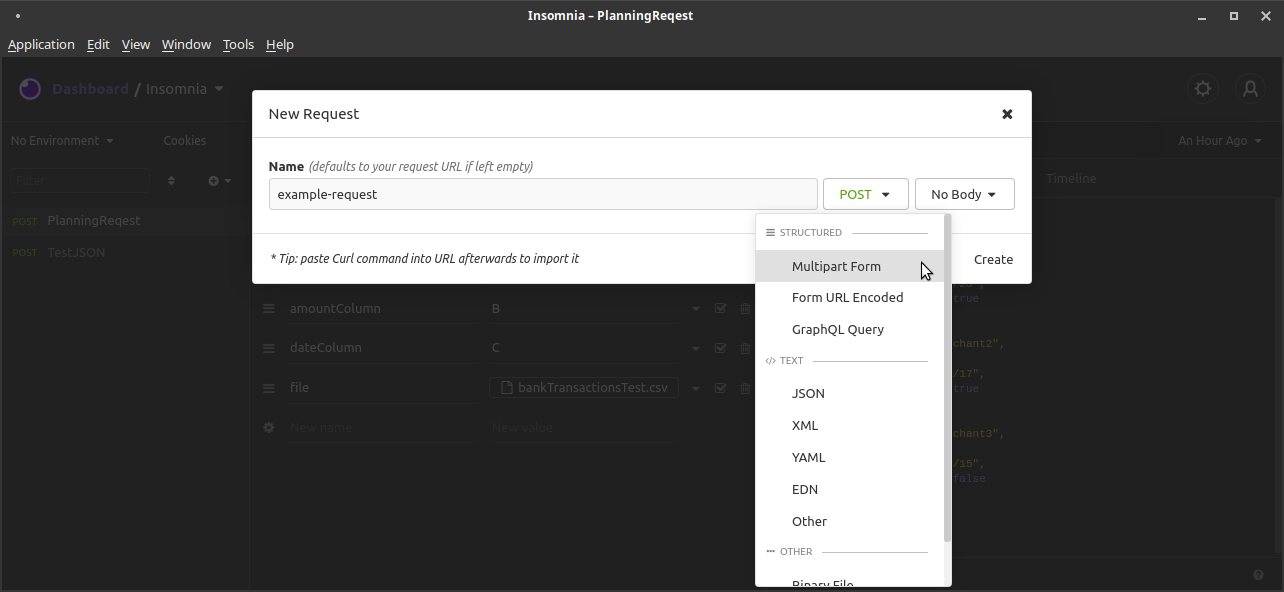 Insomnia – PlanningReqest
Application Edit View Window Tools Help
Dashboard / Insomnia
New Request
No Environment Cookies
An Hour Ago
Name (defaults to your request URL if left empty)
Filter
Timeline
example-request
POST
No Body
POST PlanningReqest
STRUCTURED
POST TestJSON
* Tip: paste Curl command into URL afterwards to import it
Create
Multipart Form
Form URL Encoded
true
amountColumn B
GraphQL Query
chant2",
dateColumn C
TEXT
/17",
file bankTransactionsTest.csv
true
JSON
New name New value
XML
chant3",
YAML
/15",
false
EDN
Other
OTHER
Binary File